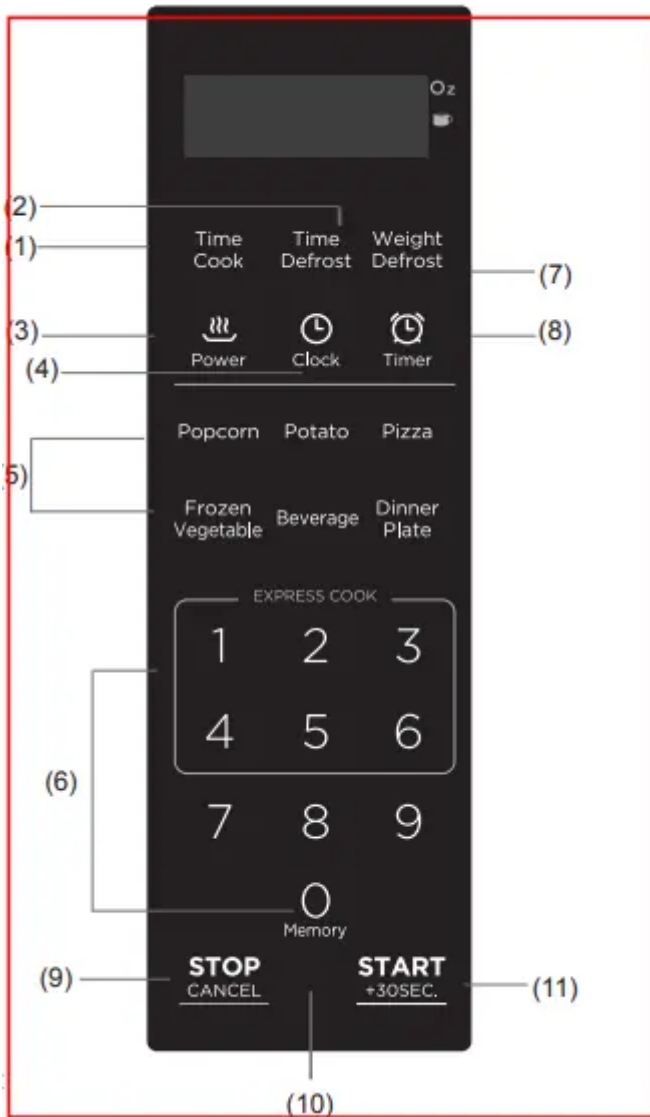 Oz
(2)
(1)
Time Cook
Time Defrost
Weight Defrost
(7)
(3)
Power
Clock
Timer
(8)
(4)
Popcorn
Potato
Pizza
5)
Frozen Vegetable
Beverage
Dinner Plate
EXPRESS COOK
1 2 3
4 5 6
(6)
7 8 9
0
Memory
(9)
STOP
CANCEL
START
+30SEC.
(11)
(10)